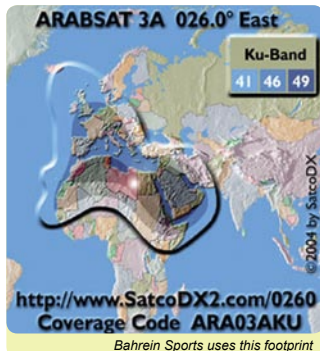 ARABSAT 3A 026.0° East
Ku-Band
41 46 49
©2004 by SatcoDX
http://www.SatcoDX2.com/0260
Coverage Code ARA03AKU
Bahrein Sports uses this footprint